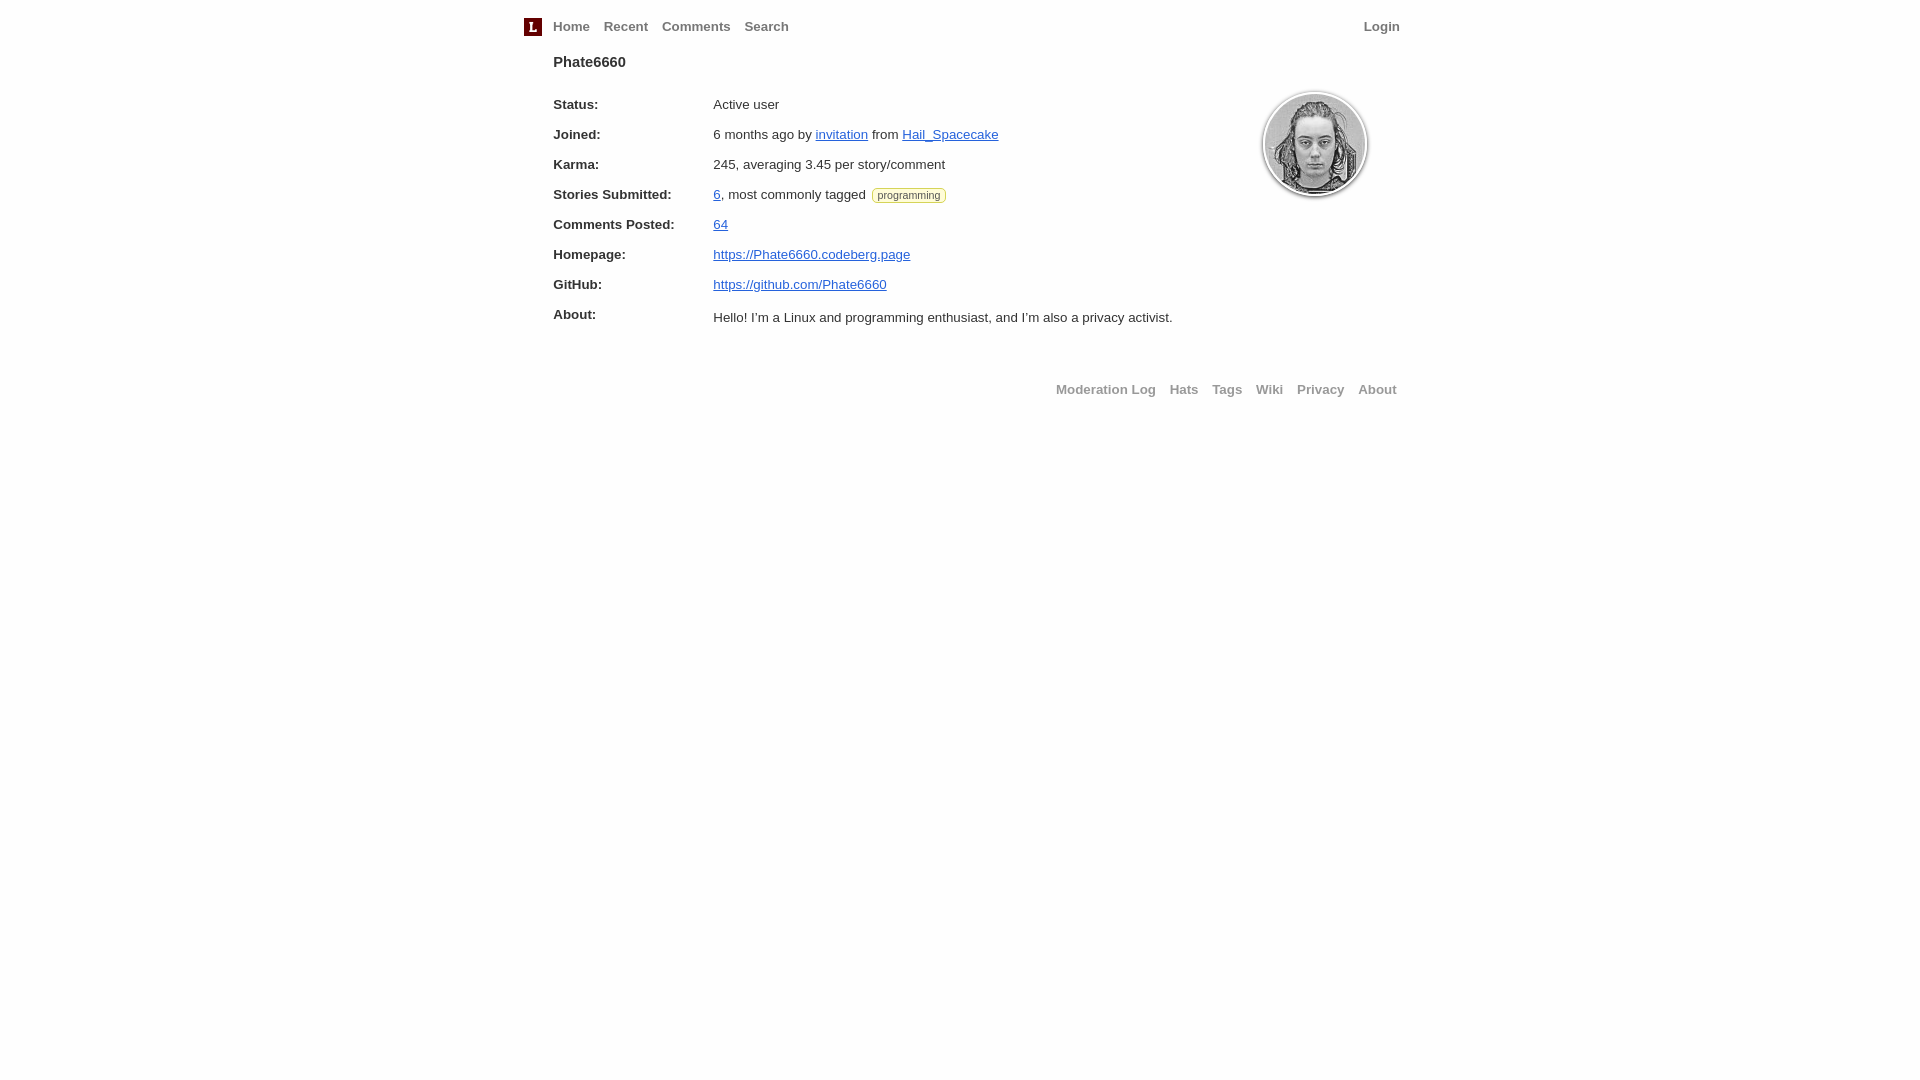 L Home Recent Comments Search Login
Phate6660
Status: Active user
Joined: 6 months ago by invitation from Hail_Spacecake
Karma: 245, averaging 3.45 per story/comment
Stories Submitted: 6, most commonly tagged programming
Comments Posted: 64
Homepage: https://Phate6660.codeberg.page
GitHub: https://github.com/Phate6660
About: Hello! I’m a Linux and programming enthusiast, and I’m also a privacy activist.
Moderation Log Hats Tags Wiki Privacy About